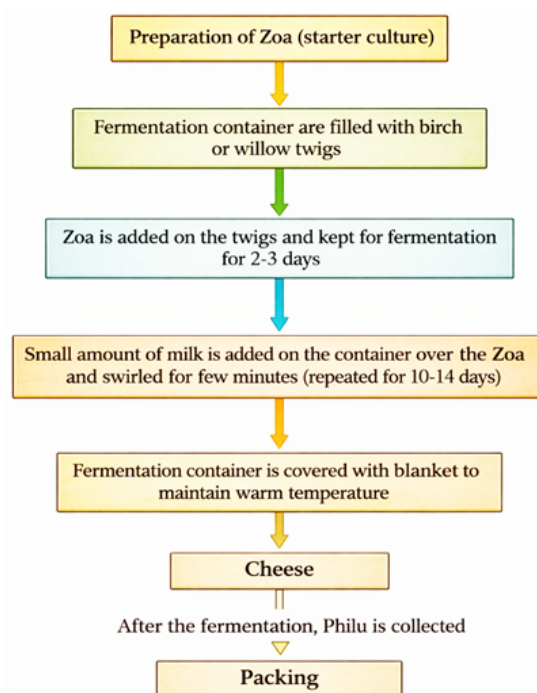 Preparation of Zoa (starter culture)
Fermentation container are filled with birch
or willow twigs
Zoa is added on the twigs and kept for fermentation
for 2-3 days
Small amount of milk is added on the container over the Zoa
and swirled for few minutes (repeated for 10-14 days)
Fermentation container is covered with blanket to
maintain warm temperature
Cheese
After the fermentation, Philu is collected
Packing